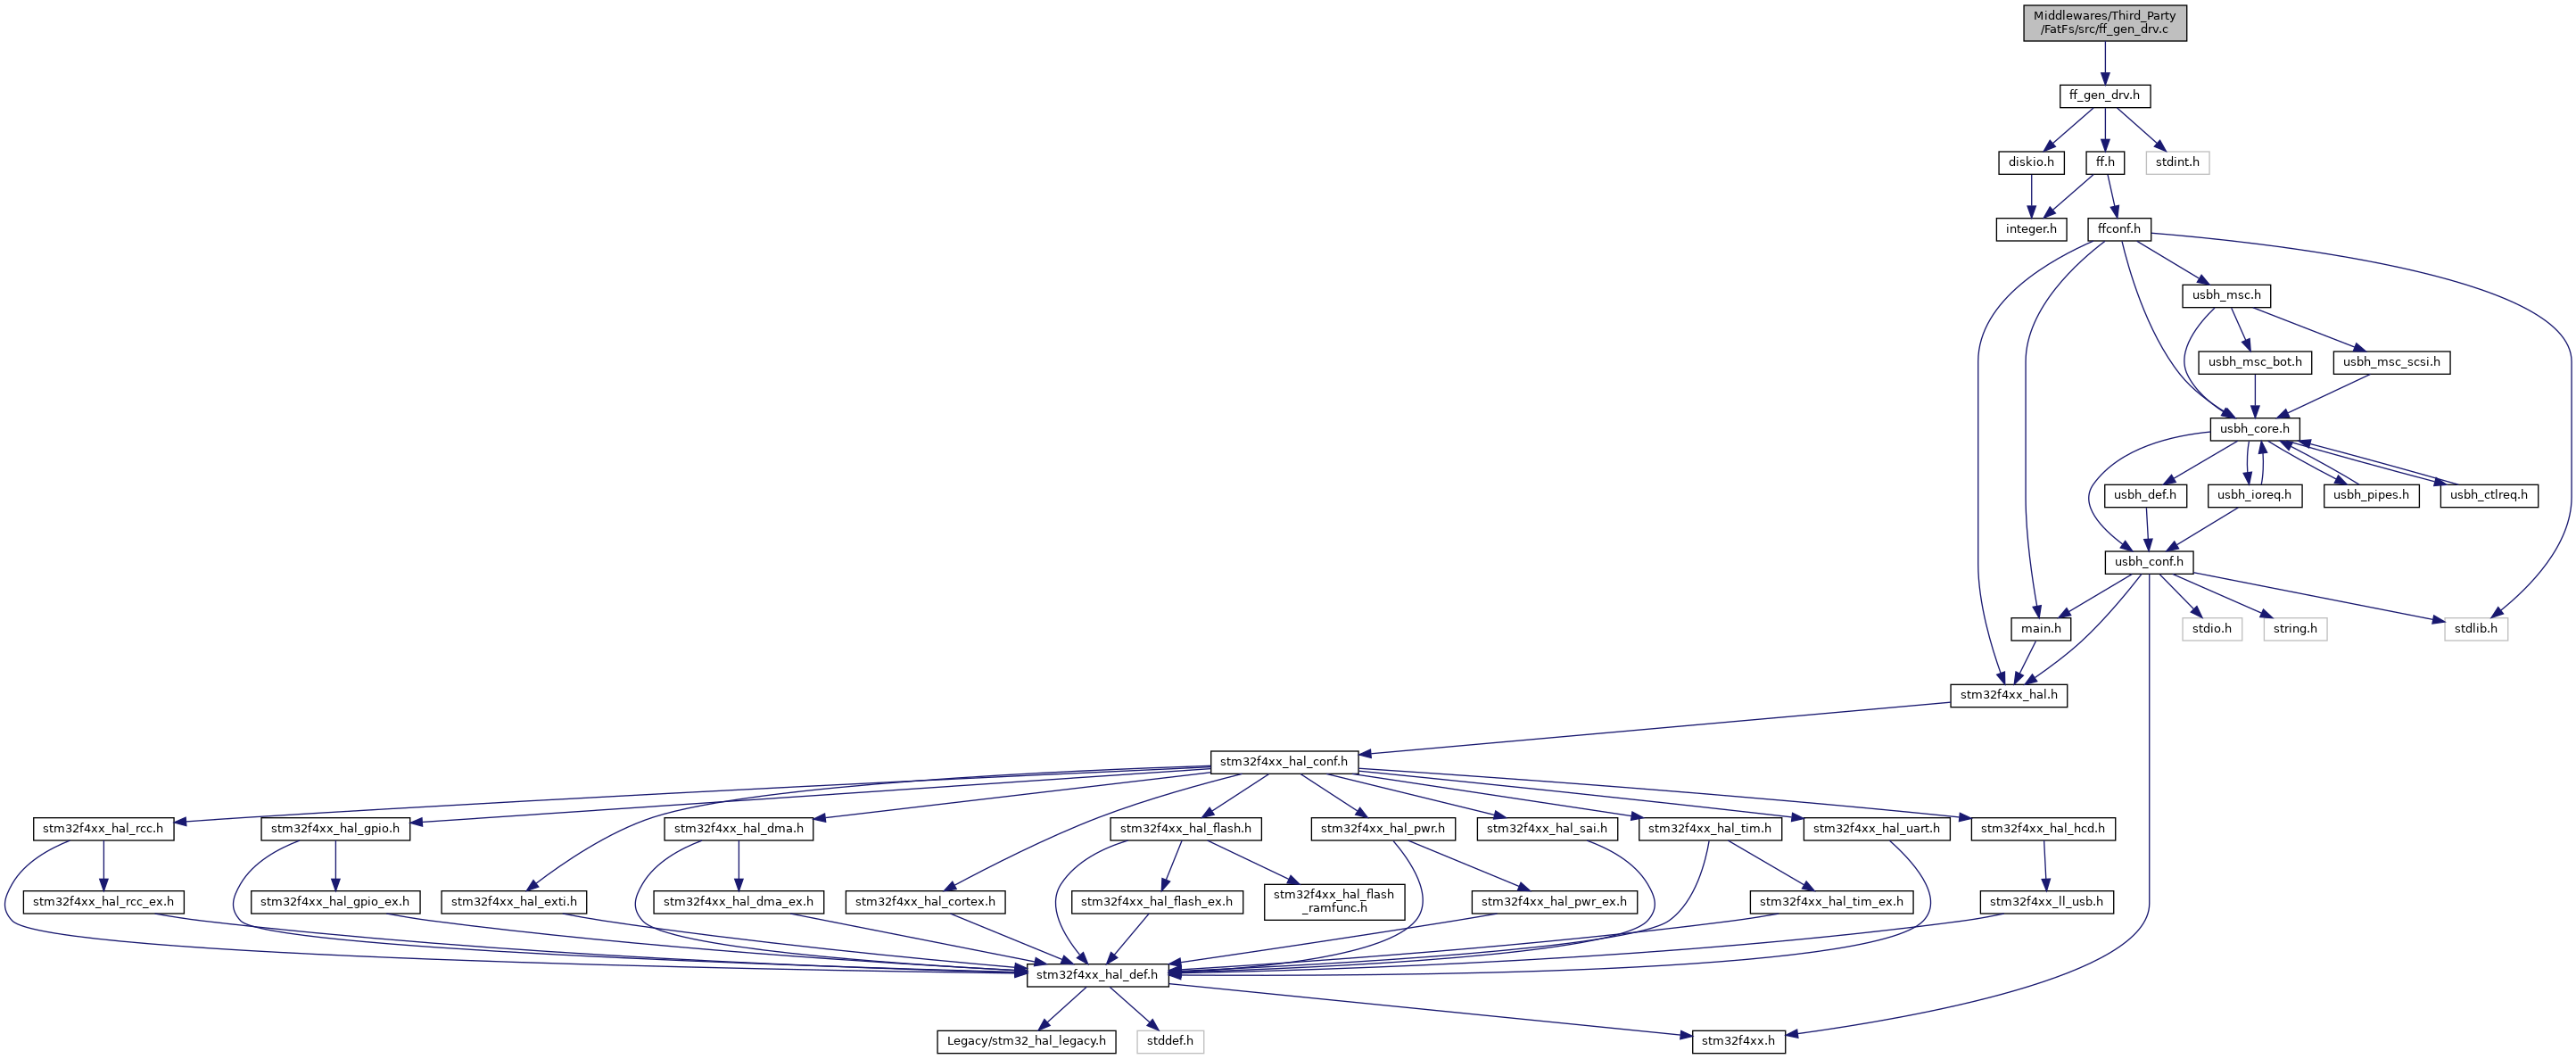 Middlewares/Third_Party
/FatFs/src/ff_gen_drv.c
ff_gen_drv.h
diskio.h
ff.h
stdint.h
integer.h
ffconf.h
usbh_msc.h
usbh_msc_bot.h
usbh_msc_scsi.h
usbh_core.h
usbh_def.h
usbh_ioreq.h
usbh_pipes.h
usbh_ctlreq.h
usbh_conf.h
main.h
stdio.h
string.h
stdlib.h
stm32f4xx_hal.h
stm32f4xx_hal_conf.h
stm32f4xx_hal_rcc.h
stm32f4xx_hal_gpio.h
stm32f4xx_hal_dma.h
stm32f4xx_hal_flash.h
stm32f4xx_hal_pwr.h
stm32f4xx_hal_sai.h
stm32f4xx_hal_tim.h
stm32f4xx_hal_uart.h
stm32f4xx_hal_hcd.h
stm32f4xx_hal_rcc_ex.h
stm32f4xx_hal_gpio_ex.h
stm32f4xx_hal_exti.h
stm32f4xx_hal_dma_ex.h
stm32f4xx_hal_cortex.h
stm32f4xx_hal_flash_ex.h
stm32f4xx_hal_flash
_ramfunc.h
stm32f4xx_hal_pwr_ex.h
stm32f4xx_hal_tim_ex.h
stm32f4xx_ll_usb.h
stm32f4xx_hal_def.h
Legacy/stm32_hal_legacy.h
stddef.h
stm32f4xx.h